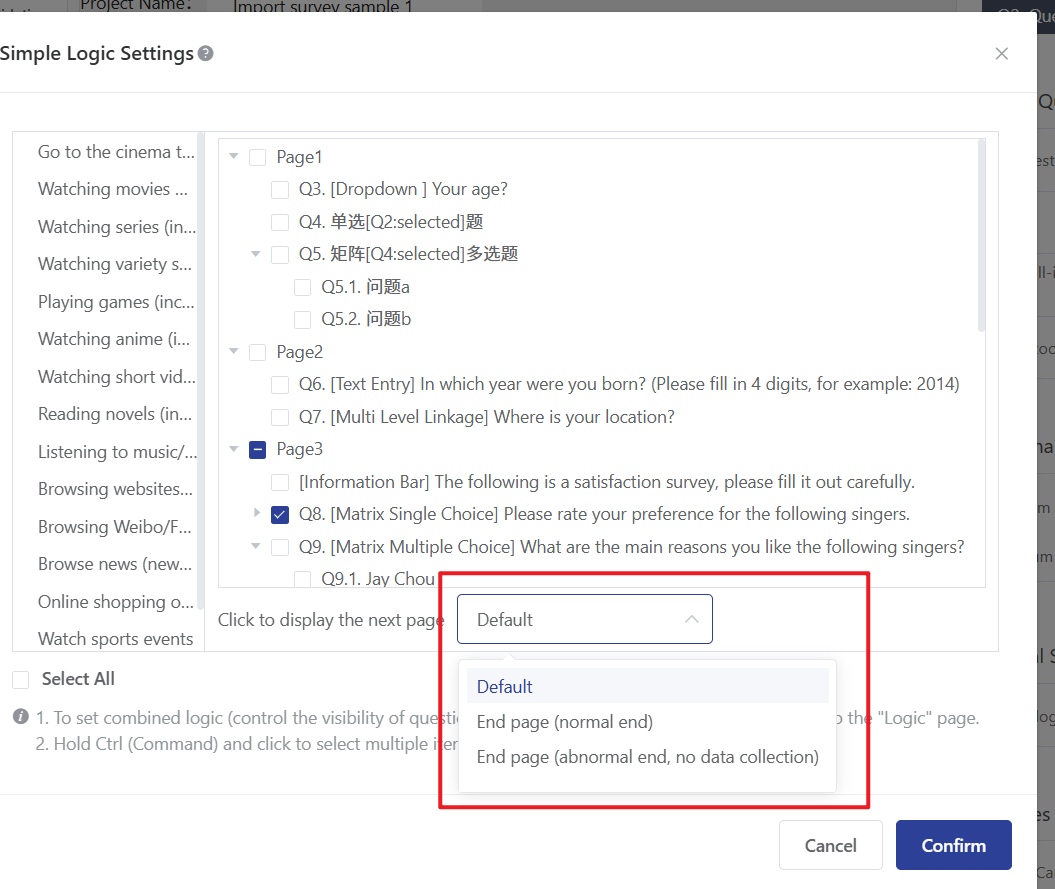 Project Name:
Import survey sample 1
Simple Logic Settings
Go to the cinema t...
Watching movies ...
Watching series (in...
Watching variety s...
Playing games (inc...
Watching anime (i...
Watching short vid...
Reading novels (in...
Listening to music/...
Browsing websites...
Browsing Weibo/F...
Browse news (new...
Online shopping o...
Watch sports events
Page1
Q3. [Dropdown ] Your age?
Q4. 单选[Q2:selected]题
Q5. 矩阵[Q4:selected]多选题
Q5.1. 问题a
Q5.2. 问题b
Page2
Q6. [Text Entry] In which year were you born? (Please fill in 4 digits, for example: 2014)
Q7. [Multi Level Linkage] Where is your location?
Page3
[Information Bar] The following is a satisfaction survey, please fill it out carefully.
Q8. [Matrix Single Choice] Please rate your preference for the following singers.
Q9. [Matrix Multiple Choice] What are the main reasons you like the following singers?
Q9.1. Jay Chou
Click to display the next page
Default
Default
End page (normal end)
End page (abnormal end, no data collection)
Select All
1. To set combined logic (control the visibility of questi
the "Logic" page.
2. Hold Ctrl (Command) and click to select multiple
Cancel
Confirm